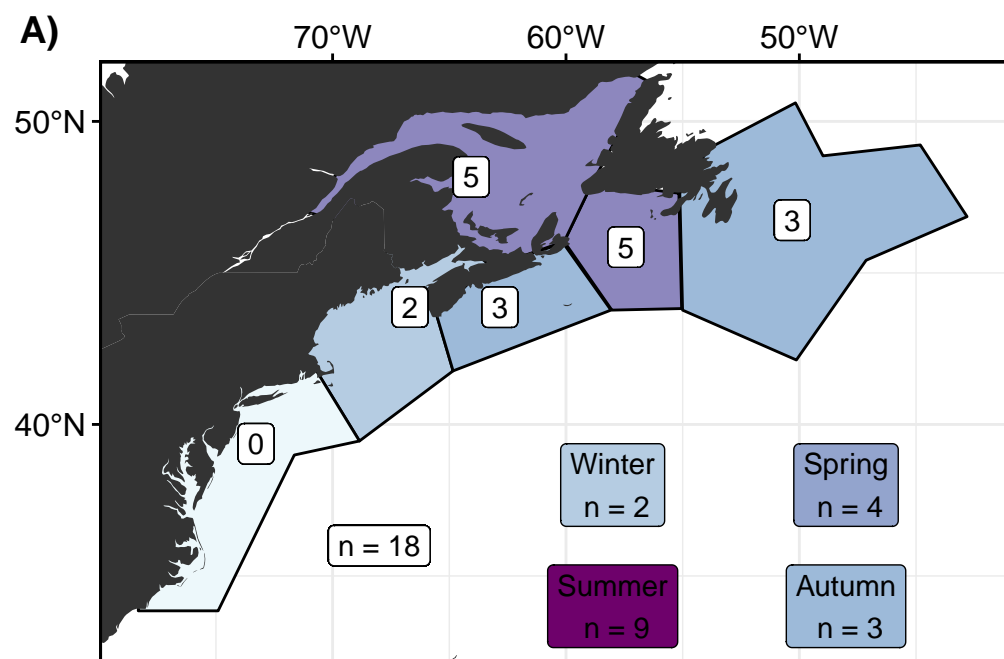 A)
70°W 60°W 50°W
50°N
40°N
5
5
3
2
3
0
n = 18
Winter
n = 2
Spring
n = 4
Summer
n = 9
Autumn
n = 3